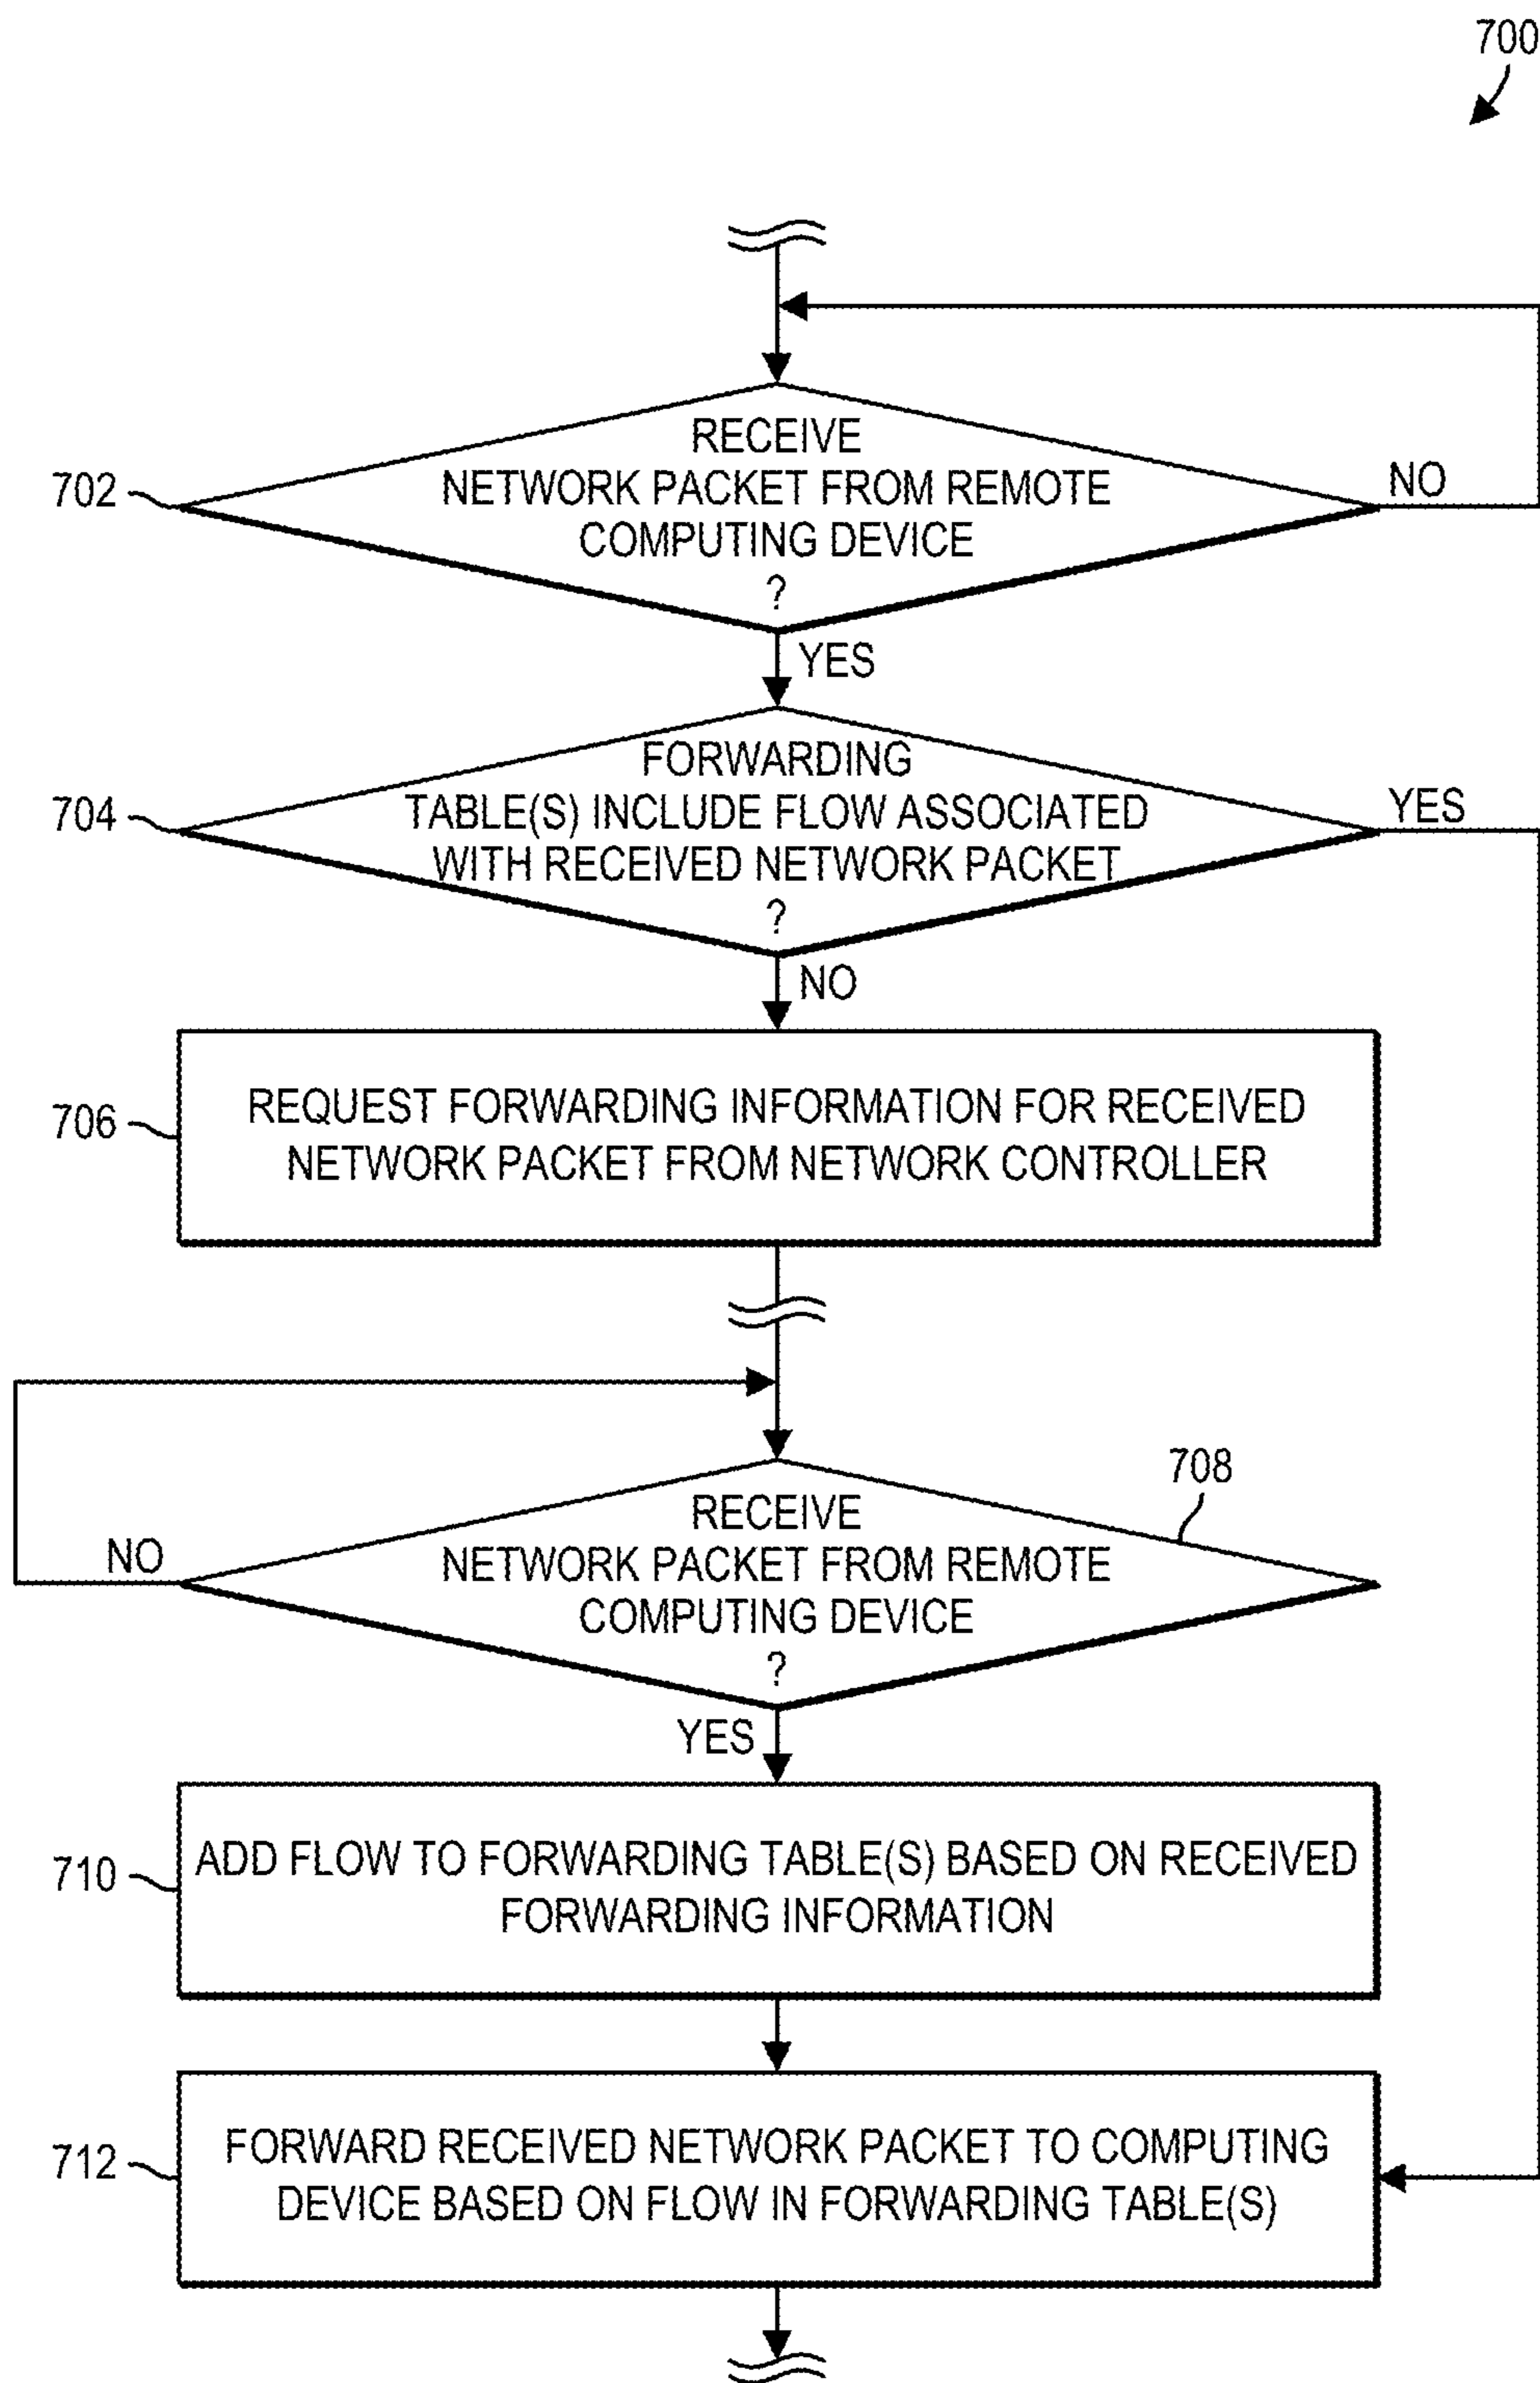 700
RECEIVE
NETWORK PACKET FROM REMOTE
COMPUTING DEVICE
?
702
NO
YES
FORWARDING
TABLE(S) INCLUDE FLOW ASSOCIATED
WITH RECEIVED NETWORK PACKET
?
704
YES
NO
706
REQUEST FORWARDING INFORMATION FOR RECEIVED
NETWORK PACKET FROM NETWORK CONTROLLER
708
RECEIVE
NETWORK PACKET FROM REMOTE
COMPUTING DEVICE
?
NO
YES
710
ADD FLOW TO FORWARDING TABLE(S) BASED ON RECEIVED
FORWARDING INFORMATION
712
FORWARD RECEIVED NETWORK PACKET TO COMPUTING
DEVICE BASED ON FLOW IN FORWARDING TABLE(S)